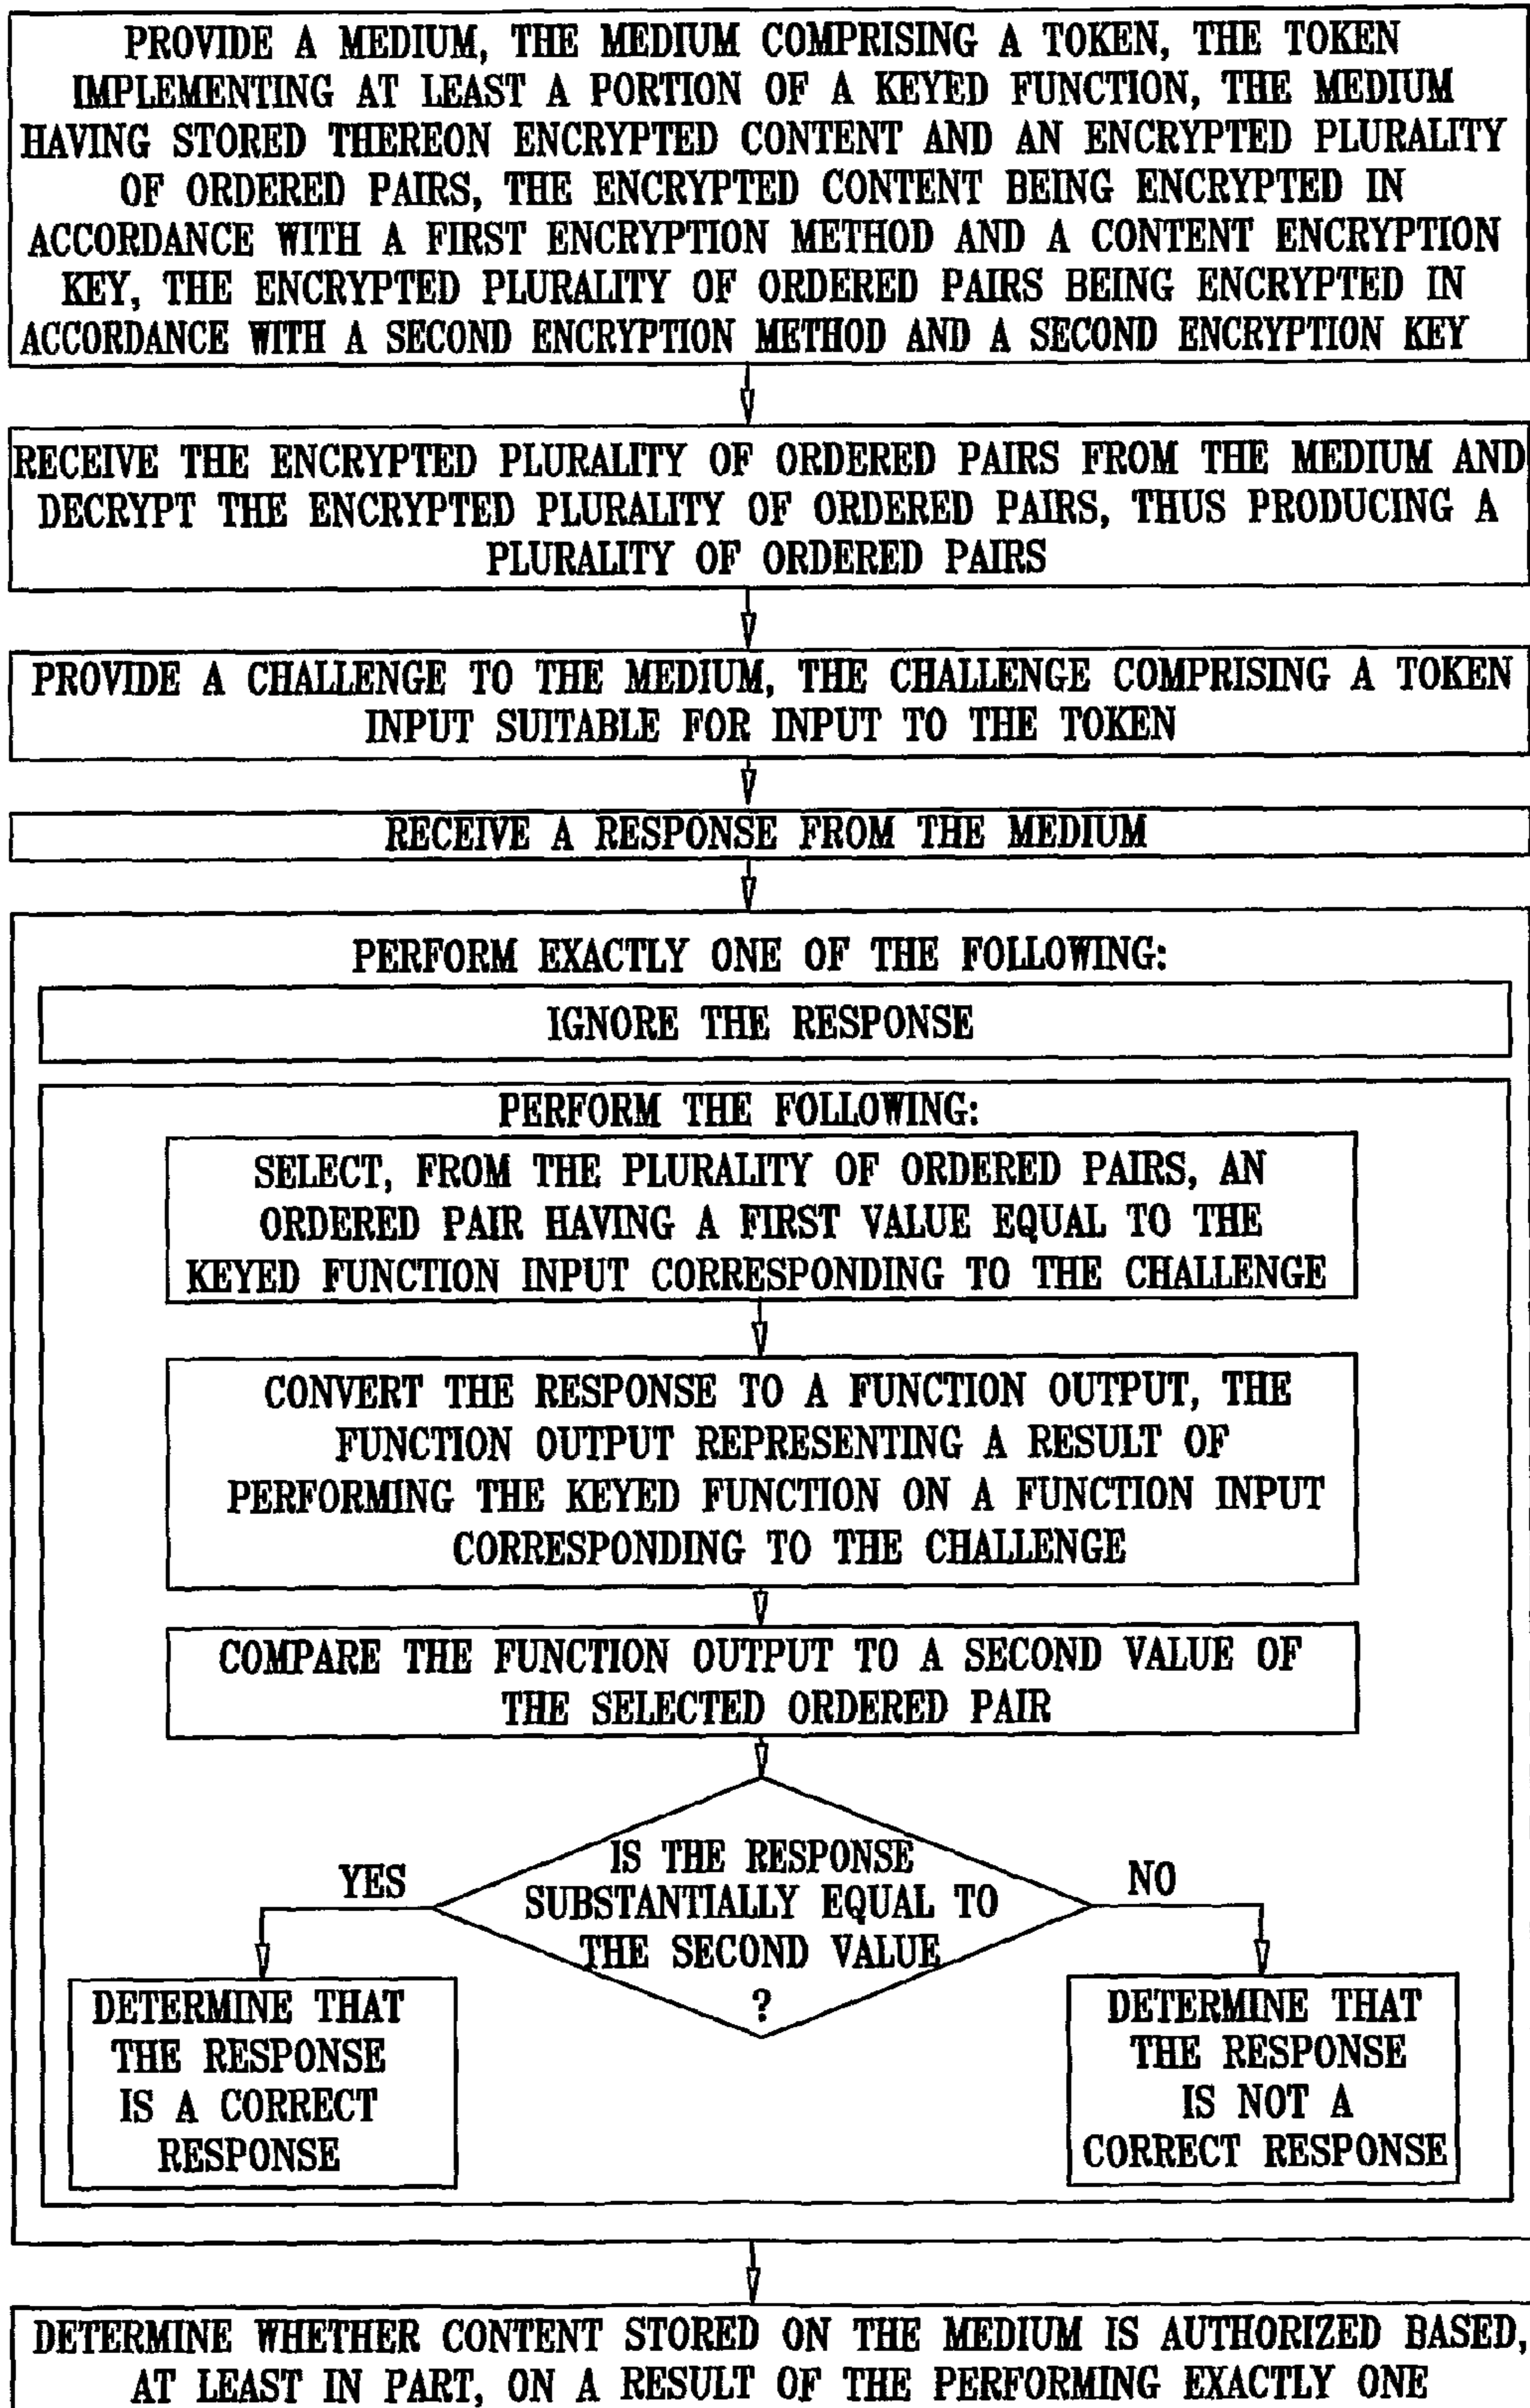 PROVIDE A MEDIUM, THE MEDIUM COMPRISING A TOKEN, THE TOKEN
IMPLEMENTING AT LEAST A PORTION OF A KEYED FUNCTION, THE MEDIUM
HAVING STORED THEREON ENCRYPTED CONTENT AND AN ENCRYPTED PLURALITY
OF ORDERED PAIRS, THE ENCRYPTED CONTENT BEING ENCRYPTED IN
ACCORDANCE WITH A FIRST ENCRYPTION METHOD AND A CONTENT ENCRYPTION
KEY, THE ENCRYPTED PLURALITY OF ORDERED PAIRS BEING ENCRYPTED IN
ACCORDANCE WITH A SECOND ENCRYPTION METHOD AND A SECOND ENCRYPTION KEY
RECEIVE THE ENCRYPTED PLURALITY OF ORDERED PAIRS FROM THE MEDIUM AND
DECRYPT THE ENCRYPTED PLURALITY OF ORDERED PAIRS, THUS PRODUCING A
PLURALITY OF ORDERED PAIRS
PROVIDE A CHALLENGE TO THE MEDIUM, THE CHALLENGE COMPRISING A TOKEN
INPUT SUITABLE FOR INPUT TO THE TOKEN
RECEIVE A RESPONSE FROM THE MEDIUM
PERFORM EXACTLY ONE OF THE FOLLOWING:
IGNORE THE RESPONSE
PERFORM THE FOLLOWING:
SELECT, FROM THE PLURALITY OF ORDERED PAIRS, AN
ORDERED PAIR HAVING A FIRST VALUE EQUAL TO THE
KEYED FUNCTION INPUT CORRESPONDING TO THE CHALLENGE
CONVERT THE RESPONSE TO A FUNCTION OUTPUT, THE
FUNCTION OUTPUT REPRESENTING A RESULT OF
PERFORMING THE KEYED FUNCTION ON A FUNCTION INPUT
CORRESPONDING TO THE CHALLENGE
COMPARE THE FUNCTION OUTPUT TO A SECOND VALUE OF
THE SELECTED ORDERED PAIR
IS THE RESPONSE
SUBSTANTIALLY EQUAL TO
THE SECOND VALUE
?
YES
NO
DETERMINE THAT
THE RESPONSE
IS A CORRECT
RESPONSE
DETERMINE THAT
THE RESPONSE
IS NOT A
CORRECT RESPONSE
DETERMINE WHETHER CONTENT STORED ON THE MEDIUM IS AUTHORIZED BASED,
AT LEAST IN PART, ON A RESULT OF THE PERFORMING EXACTLY ONE